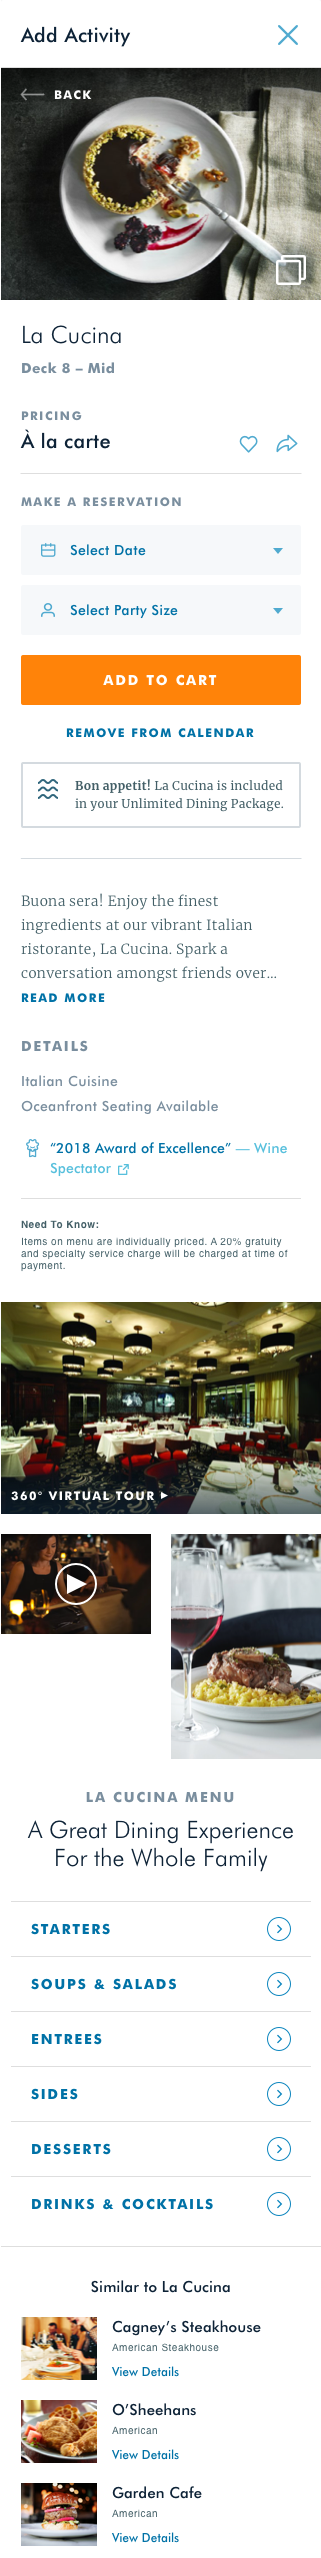 Add Activity
BACK
La Cucina
Deck 8 – Mid
PRICING
À la carte
MAKE A RESERVATION
Select Date
Select Party Size
ADD TO CART
REMOVE FROM CALENDAR
Bon appetit! La Cucina is included
in your Unlimited Dining Package.
Buona sera! Enjoy the finest
ingredients at our vibrant Italian
ristorante, La Cucina. Spark a
conversation amongst friends over...
READ MORE
DETAILS
Italian Cuisine
Oceanfront Seating Available
“2018 Award of Excellence” — Wine
Spectator
Need To Know:
Items on menu are individually priced. A 20% gratuity
and specialty service charge will be charged at time of
payment.
360° VIRTUAL TOUR
LA CUCINA MENU
A Great Dining Experience
For the Whole Family
STARTERS
SOUPS & SALADS
ENTREES
SIDES
DESSERTS
DRINKS & COCKTAILS
Similar to La Cucina
Cagney’s Steakhouse
American Steakhouse
View Details
O’Sheehans
American
View Details
Garden Cafe
American
View Details